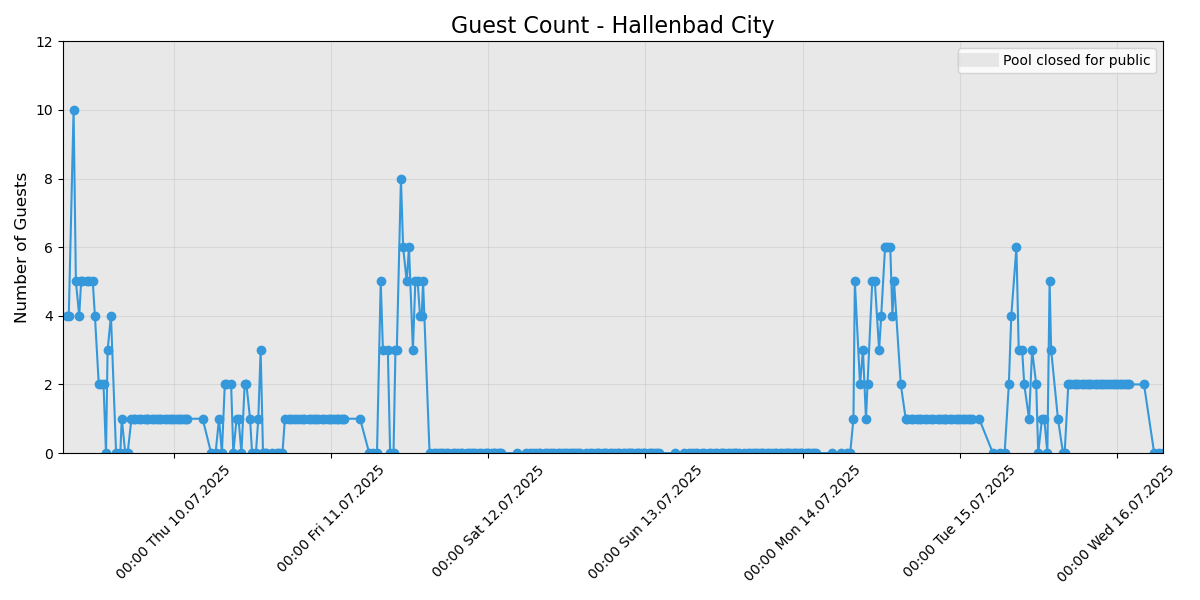 Guest Count - Hallenbad City
Pool closed for public
Number of Guests
12
10
8
6
4
2
0
00:00 Thu 10.07.2025
00:00 Fri 11.07.2025
00:00 Sat 12.07.2025
00:00 Sun 13.07.2025
00:00 Mon 14.07.2025
00:00 Tue 15.07.2025
00:00 Wed 16.07.2025